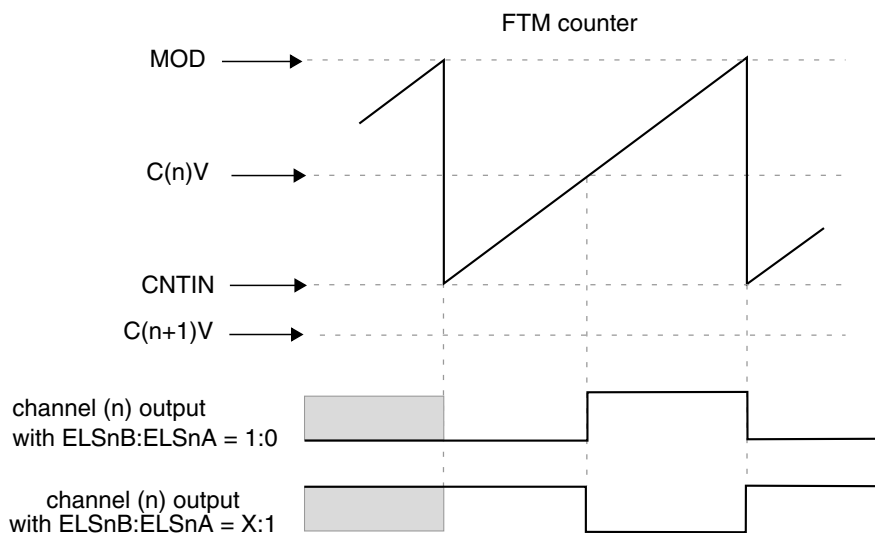 FTM counter
MOD
C(n)V
CNTIN
C(n+1)V
channel (n) output
with ELSnB:ELSnA = 1:0
channel (n) output
with ELSnB:ELSnA = X:1